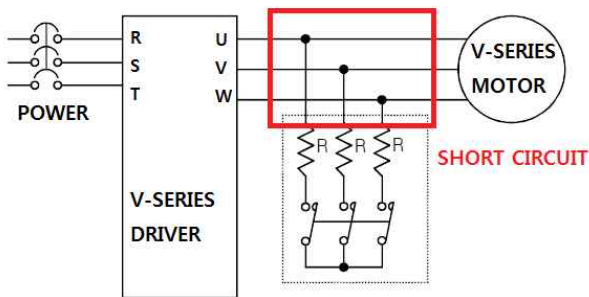 R
S
T
POWER
U
V
W
V-SERIES
DRIVER
V-SERIES
MOTOR
R
R
R
SHORT CIRCUIT